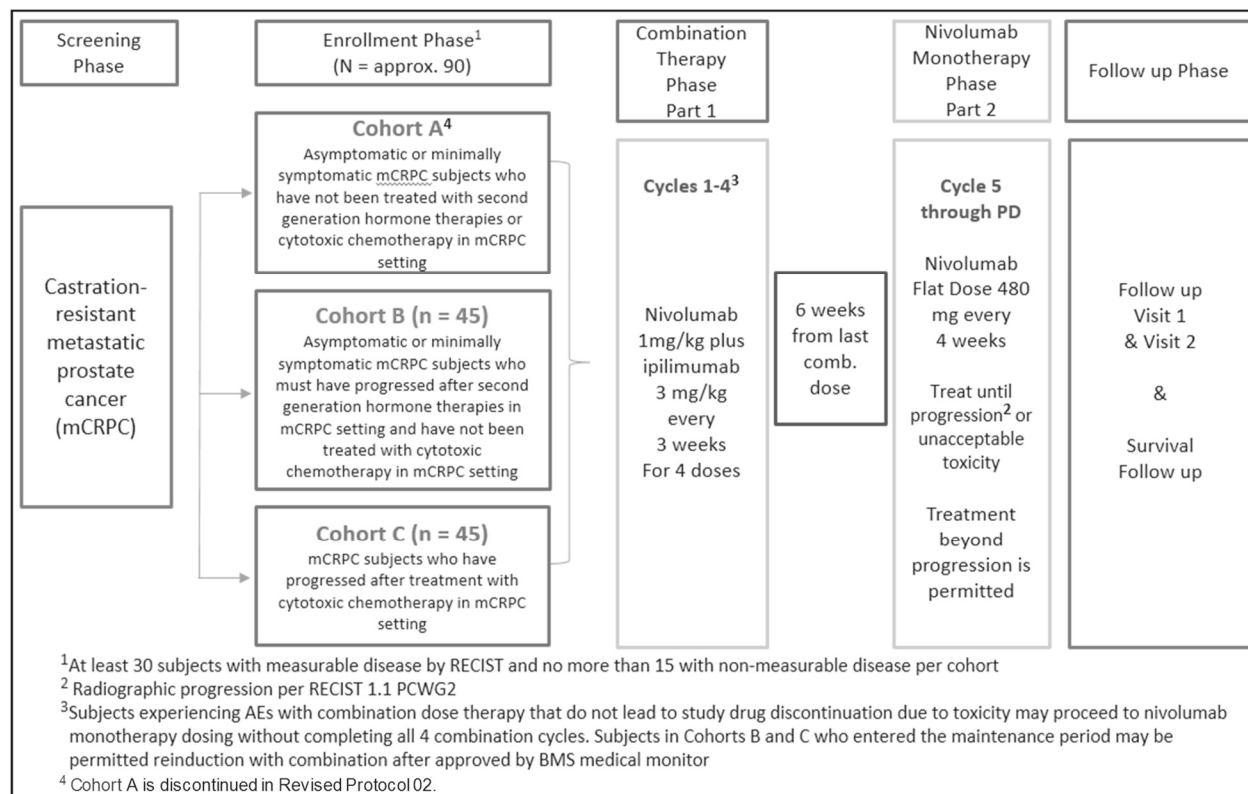 Screening
Phase
Enrollment Phase1
(N = approx. 90)
Combination
Therapy
Phase
Part 1
Nivolumab
Monotherapy
Phase
Part 2
Follow up Phase
Castration-
resistant
metastatic
prostate
cancer
(mCRPC)
Cohort A4
Asymptomatic or minimally
symptomatic mCRPC subjects who
have not been treated with second
generation hormone therapies or
cytotoxic chemotherapy in mCRPC
setting
Cohort B (n = 45)
Asymptomatic or minimally
symptomatic mCRPC subjects who
must have progressed after second
generation hormone therapies in
mCRPC setting and have not been
treated with cytotoxic
chemotherapy in mCRPC setting
Cohort C (n = 45)
mCRPC subjects who have
progressed after treatment with
cytotoxic chemotherapy in mCRPC
setting
Cycles 1-43
Nivolumab
1mg/kg plus
ipilimumab
3 mg/kg
every
3 weeks
For 4 doses
6 weeks
from last
comb.
dose
Cycle 5
through PD
Nivolumab
Flat Dose 480
mg every
4 weeks
Treat until
progression2 or
unacceptable
toxicity
Treatment
beyond
progression is
permitted
Follow up
Visit 1
& Visit 2
&
Survival
Follow up
1At least 30 subjects with measurable disease by RECIST and no more than 15 with non-measurable disease per cohort
2 Radiographic progression per RECIST 1.1 PCWG2
3Subjects experiencing AEs with combination dose therapy that do not lead to study drug discontinuation due to toxicity may proceed to nivolumab
monotherapy dosing without completing all 4 combination cycles. Subjects in Cohorts B and C who entered the maintenance period may be
permitted reinduction with combination after approved by BMS medical monitor
4 Cohort A is discontinued in Revised Protocol 02.